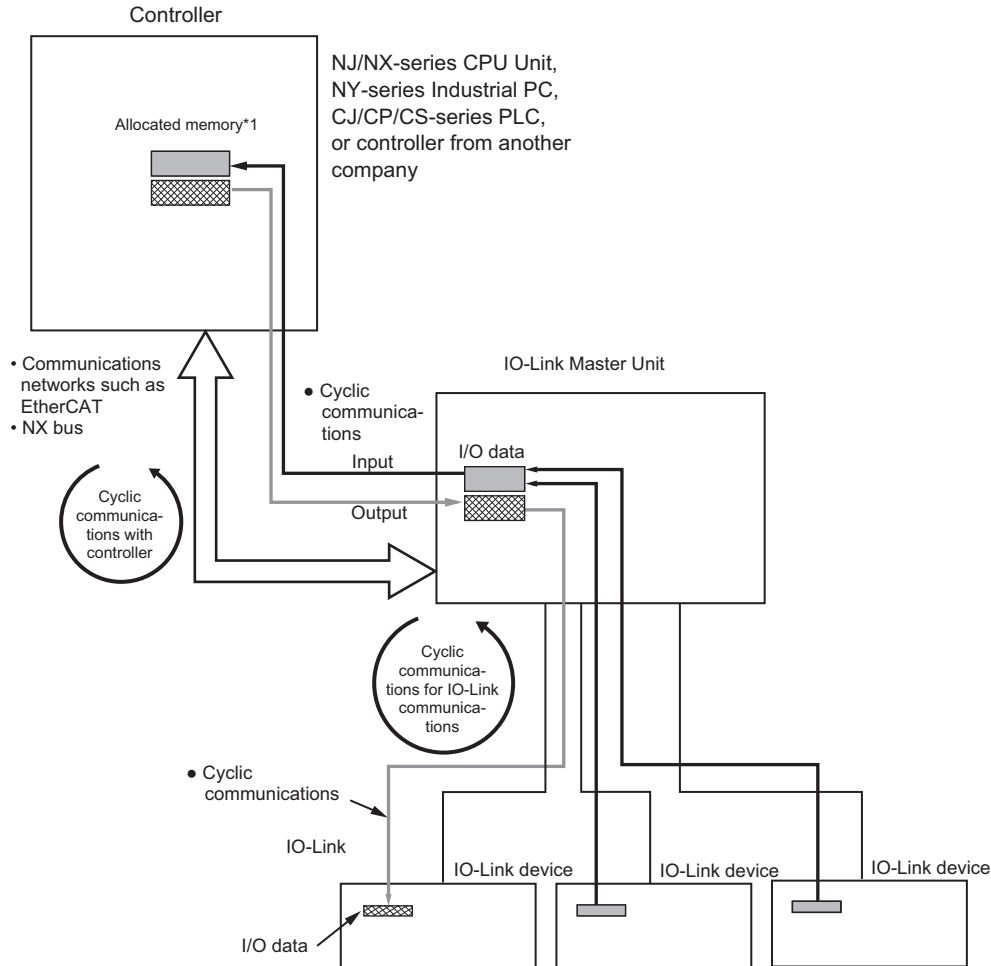 Controller
NJ/NX-series CPU Unit,
NY-series Industrial PC,
CJ/CP/CS-series PLC,
or controller from another
company
Allocated memory*1
• Communications
networks such as
EtherCAT
• NX bus
IO-Link Master Unit
● Cyclic
communica-
tions
I/O data
Input
Output
Cyclic
communica-
tions with
controller
Cyclic
communica-
tions for IO-Link
communica-
tions
● Cyclic
communications
IO-Link
IO-Link device
IO-Link device
IO-Link device
I/O data